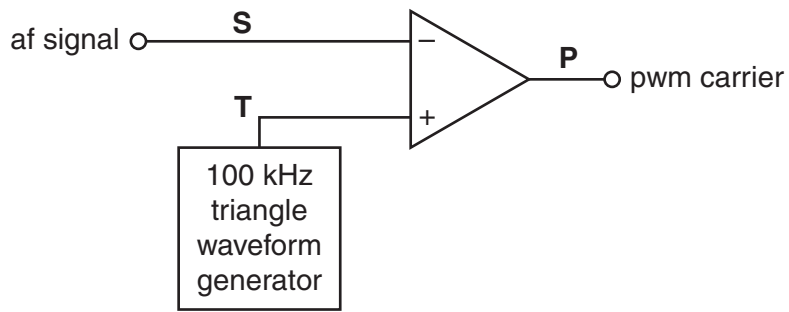 S
af signal
−
P
pwm carrier
T
+
100 kHz
triangle
waveform
generator